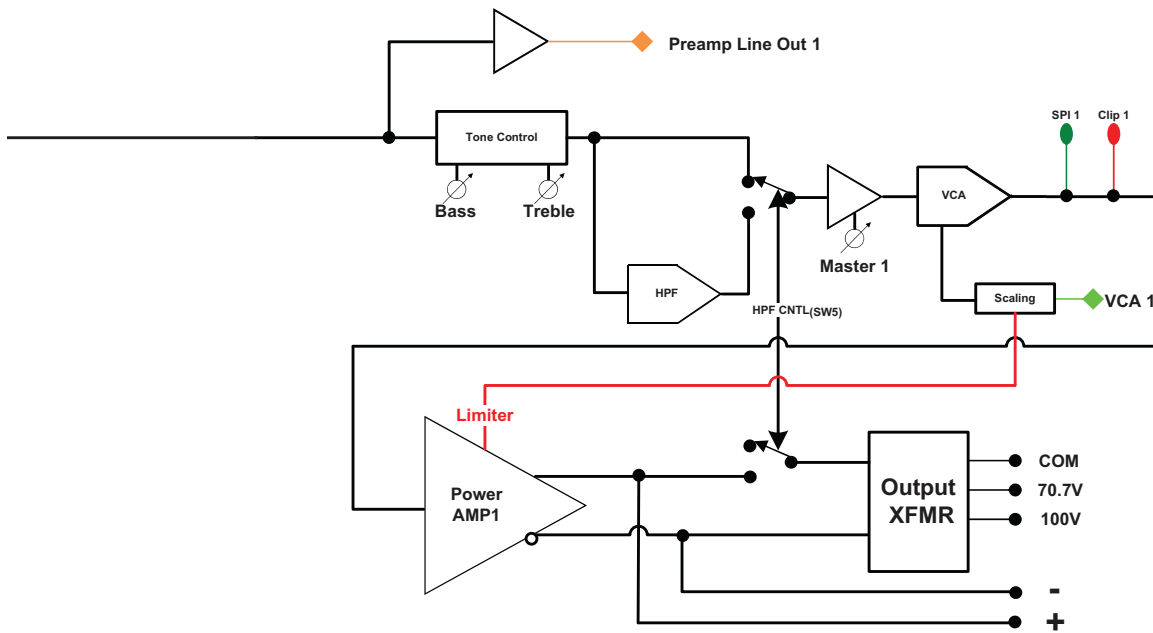 Preamp Line Out 1
Tone Control
Bass
Treble
SPI 1
Clip 1
VCA
Master 1
HPF
HPF CNTL(SW5)
Scaling
VCA 1
Limiter
Power
AMP1
Output
XFMR
COM
70.7V
100V
-
+